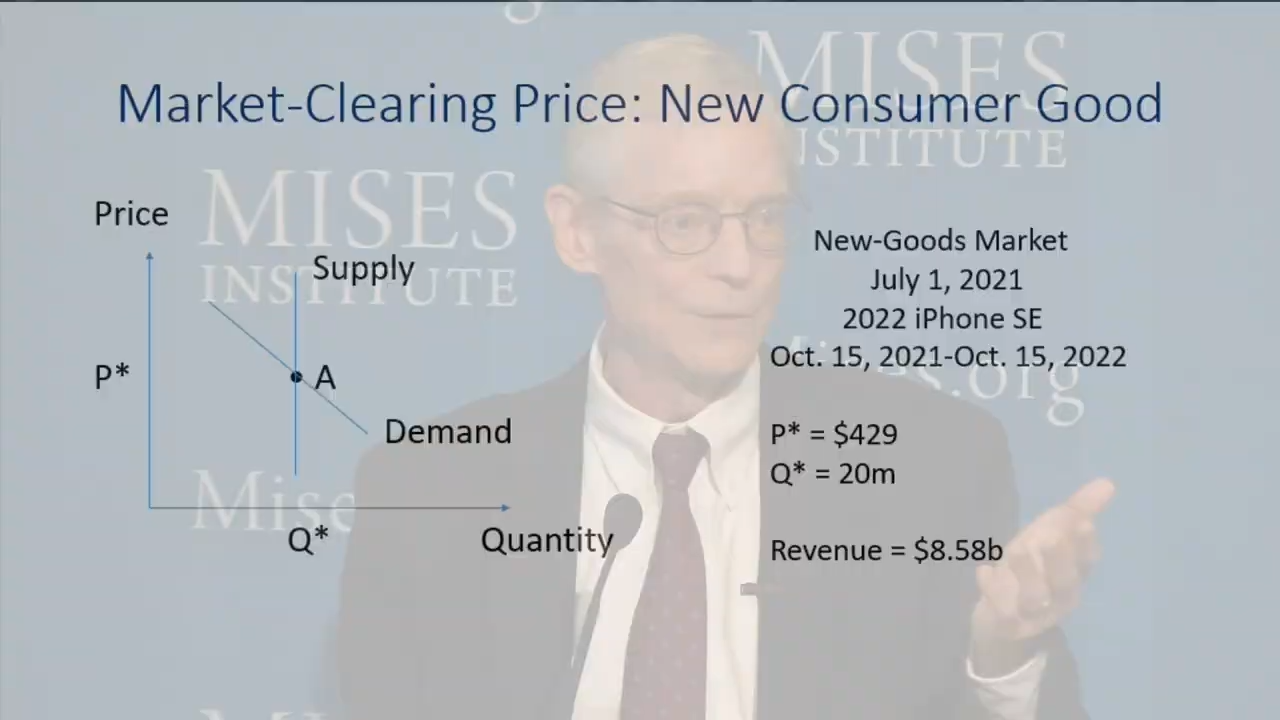 Market-Clearing Price: New Consumer Good
MISES
INSTITUTE
MISES
INSTITUTE
Price
Supply
P*
A
Demand
Q*
Quantity
New-Goods Market
July 1, 2021
2022 iPhone SE
Oct. 15, 2021-Oct. 15, 2022
P* = $429
Q* = 20m
Revenue = $8.58b